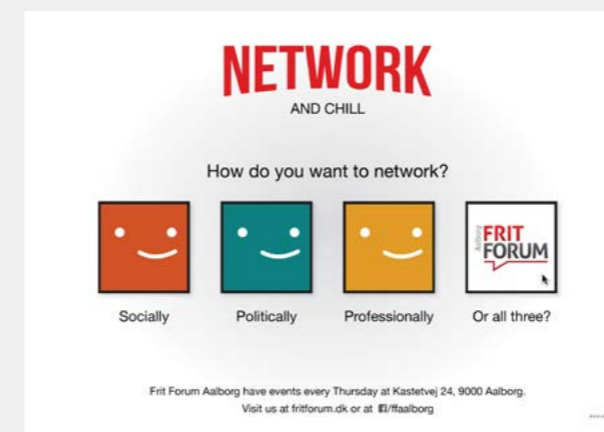 NETWORK
AND CHILL
How do you want to network?
Socially
Politically
Professionally
Aalborg
FRIT
FORUM
Or all three?
Frit Forum Aalborg have events every Thursday at Kastetvej 24, 9000 Aalborg.
Visit us at fritforum.dk or at f/ffaalborg